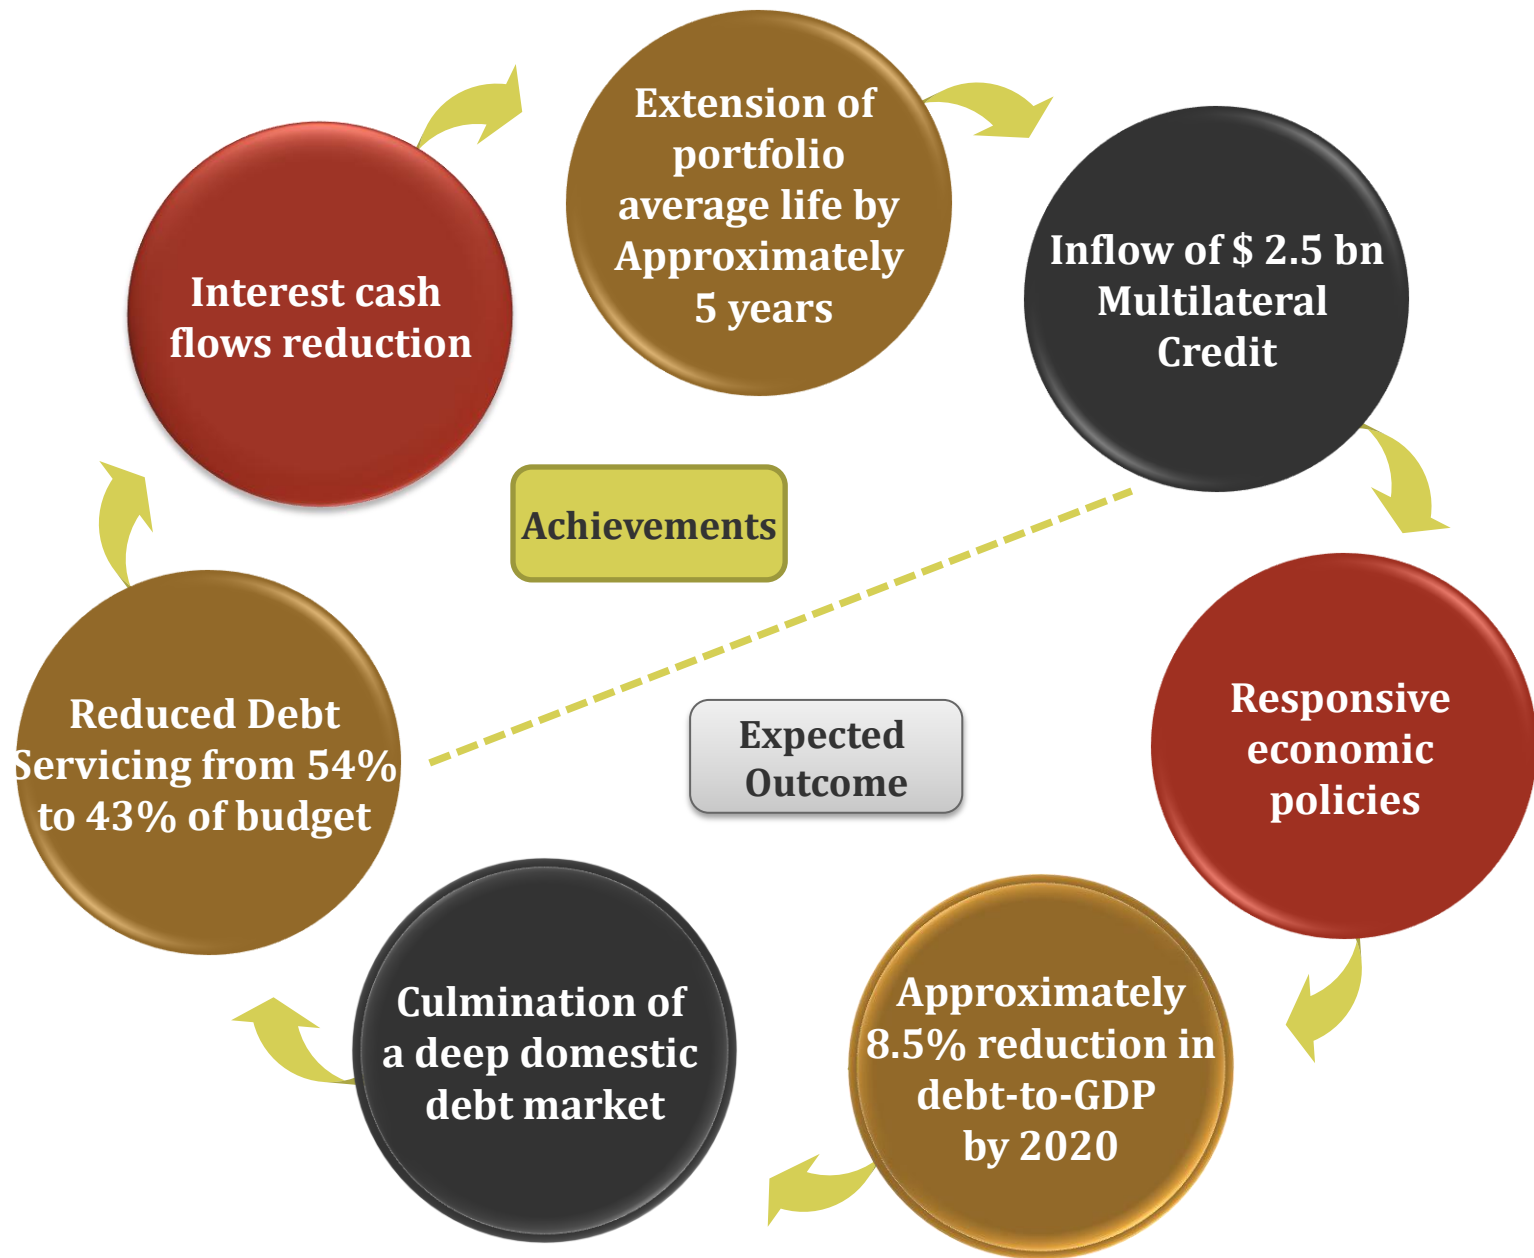 Extension of
portfolio
average life by
Approximately
5 years
Inflow of $ 2.5 bn
Multilateral
Credit
Interest cash
flows reduction
Achievements
Responsive
economic
policies
Reduced Debt
Servicing from 54%
to 43% of budget
Expected
Outcome
Approximately
8.5% reduction in
debt-to-GDP
by 2020
Culmination of
a deep domestic
debt market